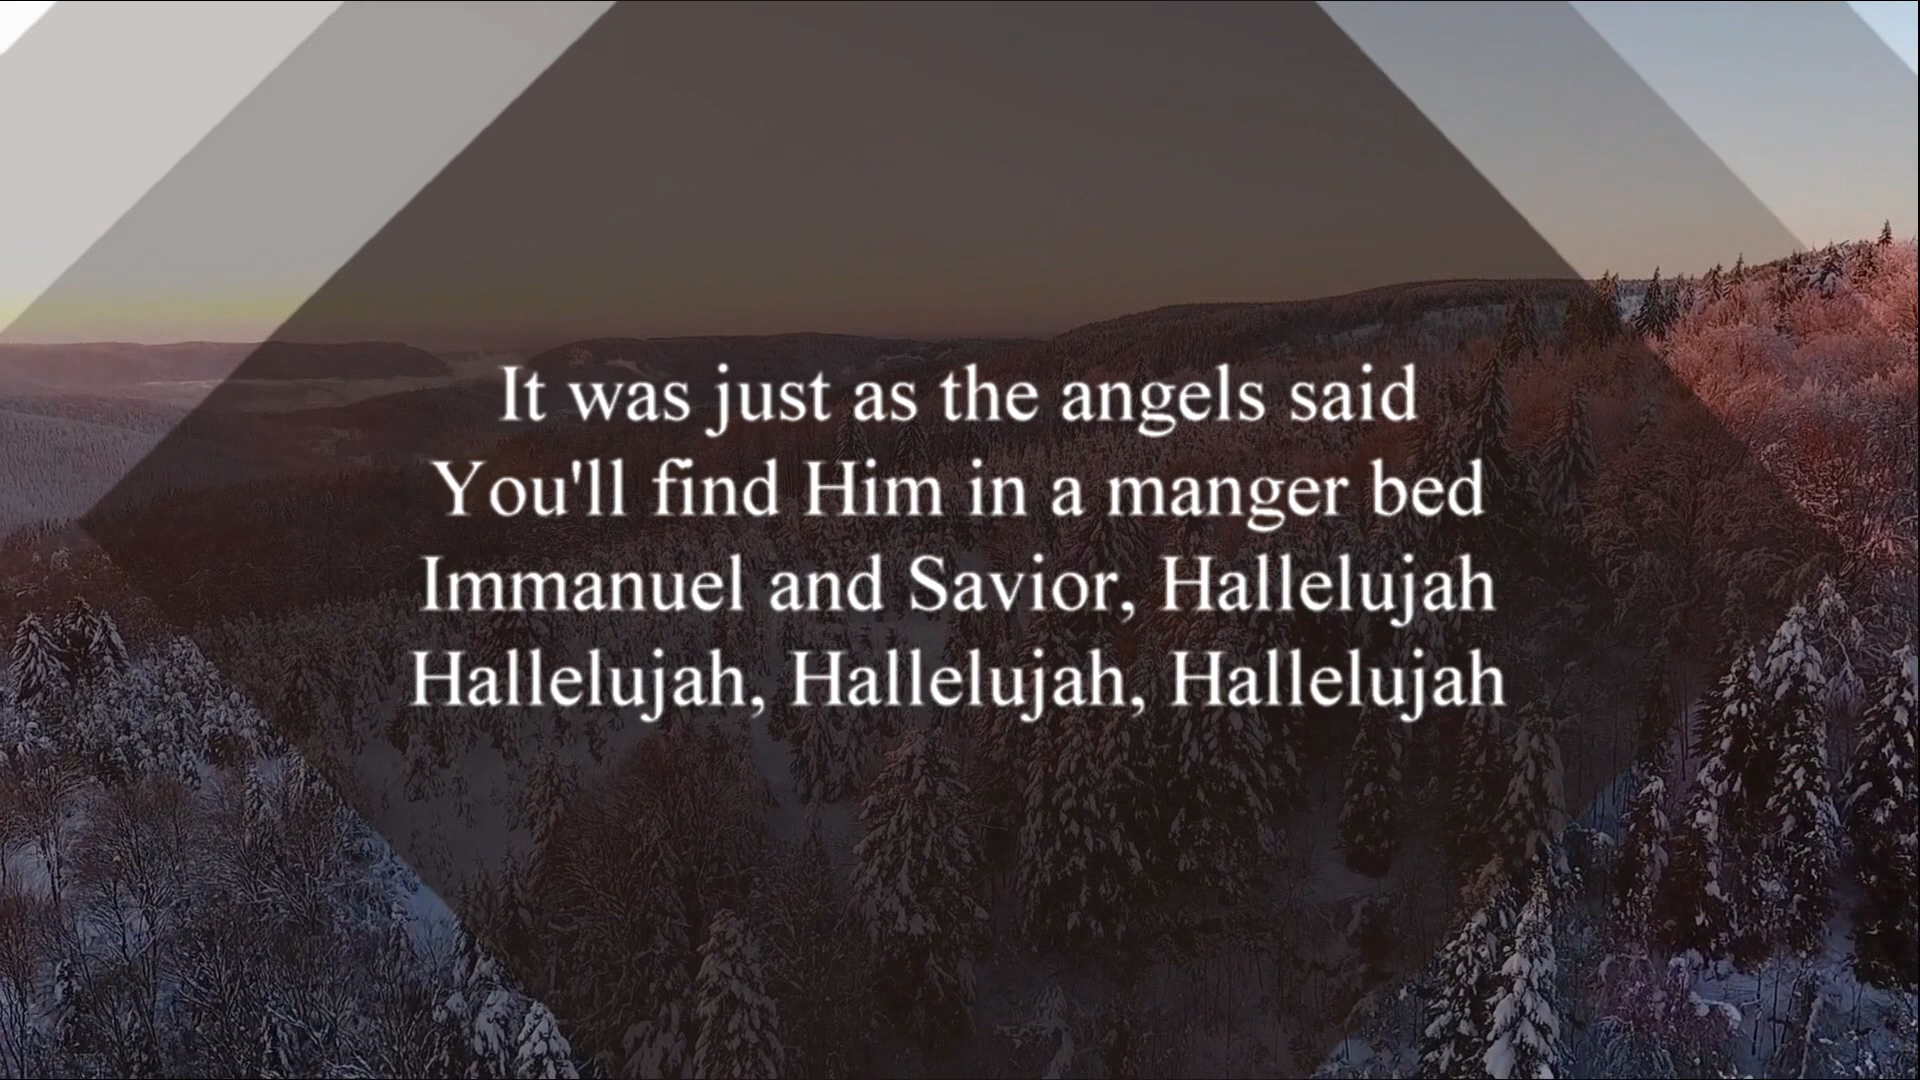 It was just as the angels said
You'll find Him in a manger bed
Immanuel and Savior, Hallelujah
Hallelujah, Hallelujah, Hallelujah